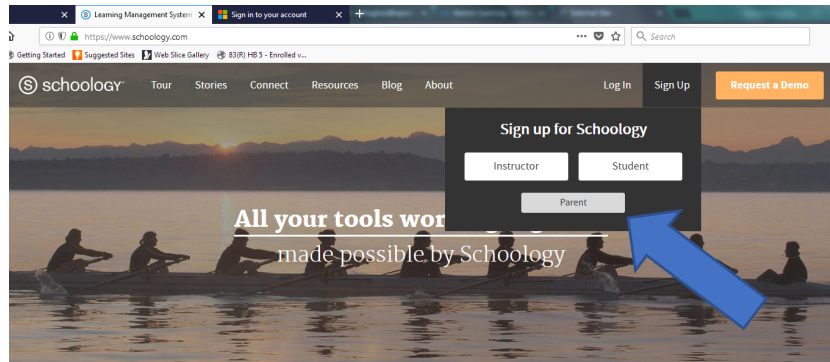 Learning Management System
Sign in to your account
https://www.schoology.com
Search
Getting Started Suggested Sites Web Slice Gallery 83(R) HB 5 - Enrolled v...
S schoology Tour Stories Connect Resources Blog About Log In Sign Up Request a Demo
Sign up for Schoology
Instructor Student
Parent
All your tools wor
made possible by Schoology